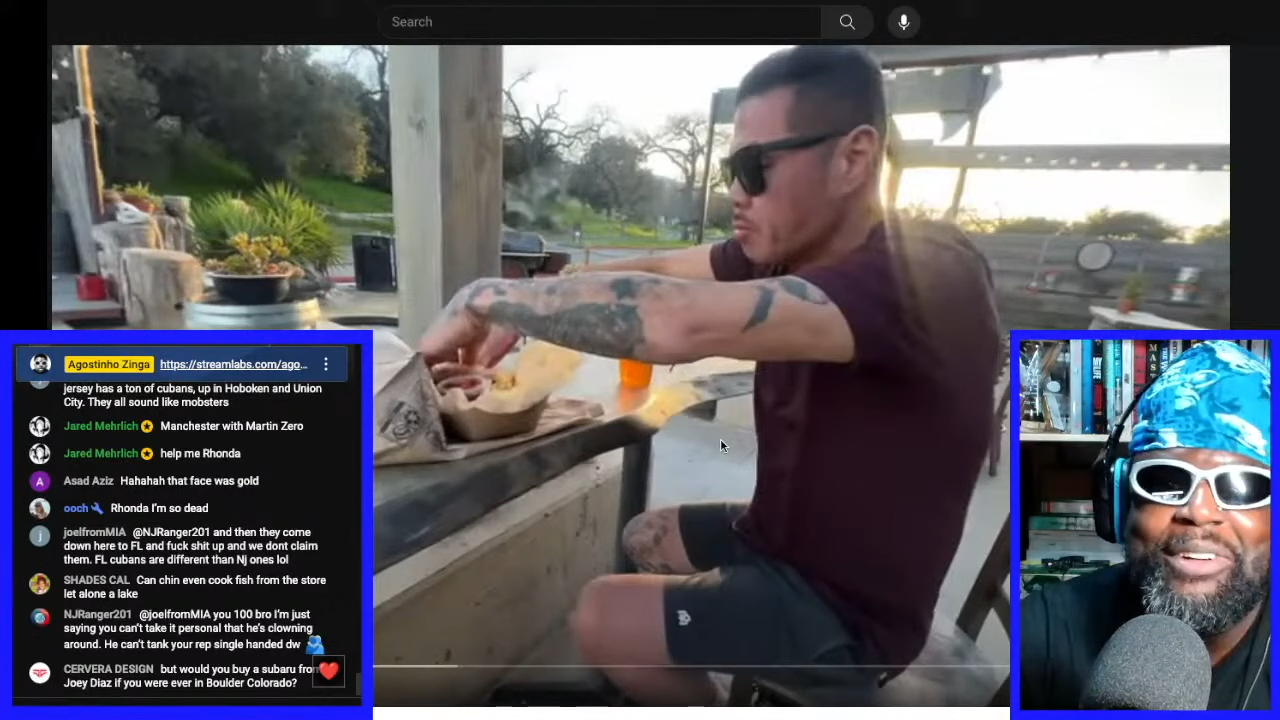 Search
Agostinho Zinga https://streamlabs.com/ago...
jersey has a ton of cubans, up in Hoboken and Union
City. They all sound like mobsters
Jared Mehrlich Manchester with Martin Zero
Jared Mehrlich help me Rhonda
A Asad Aziz Hahahah that face was gold
ooch Rhonda I'm so dead
j joelfromMIA @NJRanger201 and then they come
down here to FL and fuck shit up and we dont claim
them. FL cubans are different than Nj ones lol
SHADES CAL Can chin even cook fish from the store
let alone a lake
NJRanger201 @joelfromMIA you 100 bro I'm just
saying you can't take it personal that he's clowning
around. He can't tank your rep single handed dw
CERVERA DESIGN but would you buy a subaru from
Joey Diaz if you were ever in Boulder Colorado?